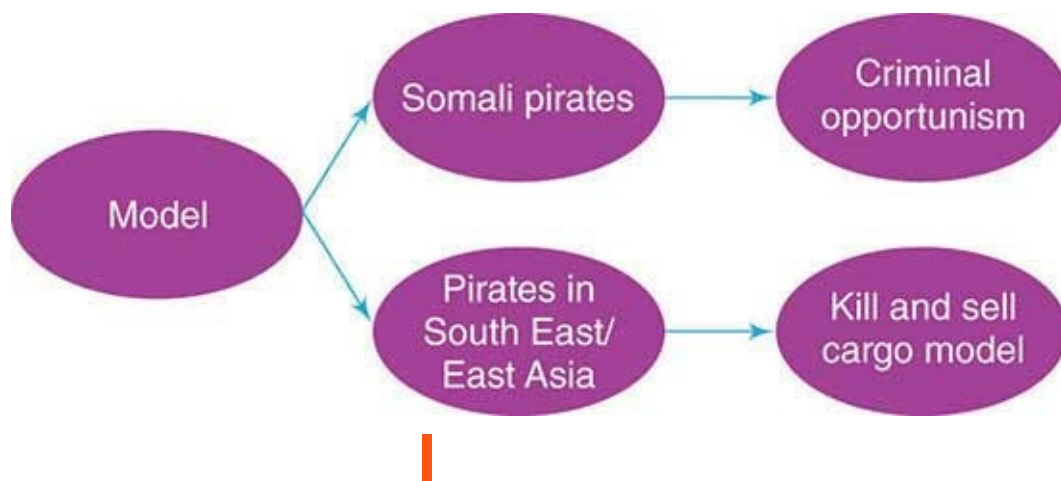 Model
Somali pirates
Criminal
opportunism
Pirates in
South East/
East Asia
Kill and sell
cargo model